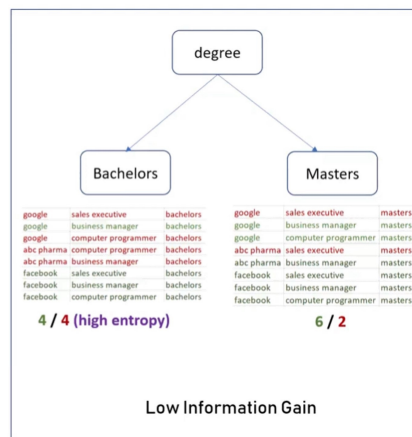 degree
Bachelors
Masters
google sales executive bachelors
google business manager bachelors
google computer programmer bachelors
abc pharma computer programmer bachelors
abc pharma business manager bachelors
facebook sales executive bachelors
facebook business manager bachelors
facebook computer programmer bachelors
4 / 4 (high entropy)
google sales executive masters
google business manager masters
google computer programmer masters
abc pharma sales executive masters
abc pharma business manager masters
facebook sales executive masters
facebook business manager masters
facebook computer programmer masters
6 / 2
Low Information Gain